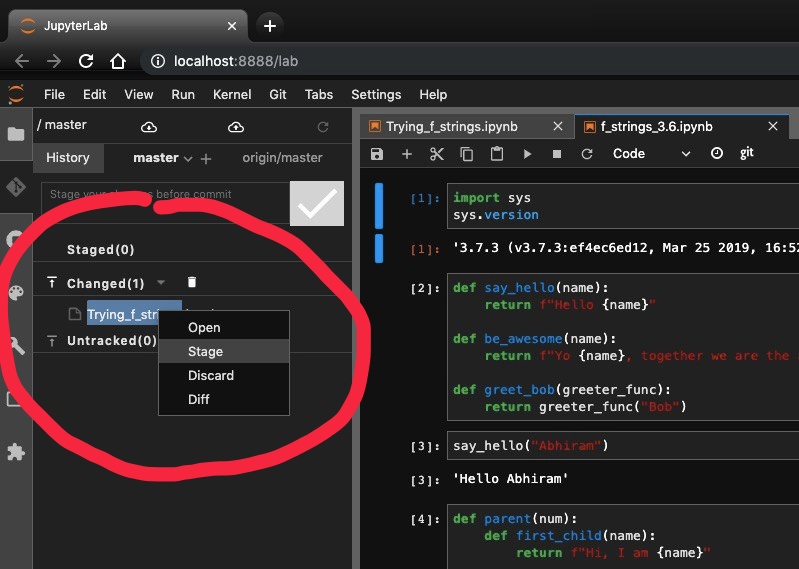 JupyterLab
localhost:8888/lab
File Edit View Run Kernel Git Tabs Settings Help
/ master
History master origin/master
Stage your changes before commit
Staged(0)
Changed(1)
Trying_f_stri
Untracked(0)
Open
Stage
Discard
Diff
Trying_f_strings.ipynb
f_strings_3.6.ipynb
Code git
[1]: import sys
sys.version
[1]: '3.7.3 (v3.7.3:ef4ec6ed12, Mar 25 2019, 16:52
[2]: def say_hello(name):
return f"Hello {name}"
def be_awesome(name):
return f"Yo {name}, together we are the
def greet_bob(greeter_func):
return greeter_func("Bob")
[3]: say_hello("Abhiram")
[3]: 'Hello Abhiram'
[4]: def parent(num):
def first_child(name):
return f"Hi, I am {name}"